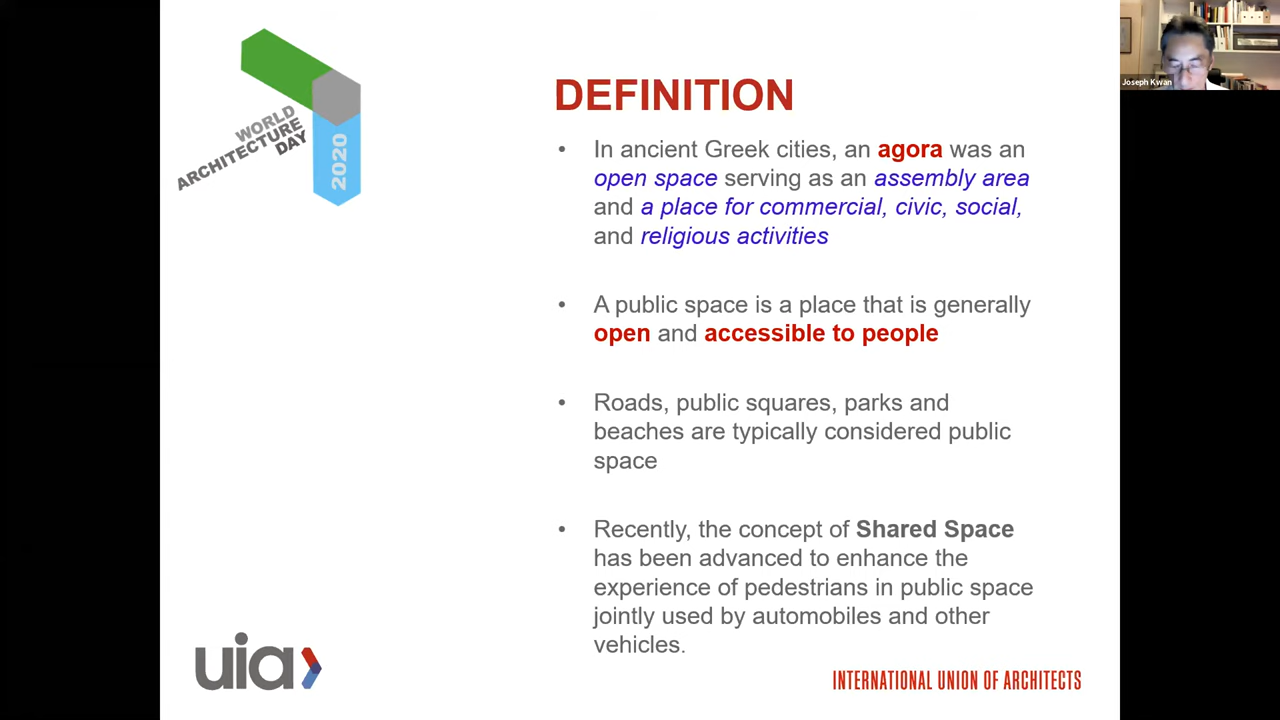 WORLD
ARCHITECTURE
DAY
2020
Joseph Kwan
DEFINITION
• In ancient Greek cities, an agora was an
open space serving as an assembly area
and a place for commercial, civic, social,
and religious activities
• A public space is a place that is generally
open and accessible to people
• Roads, public squares, parks and
beaches are typically considered public
space
• Recently, the concept of Shared Space
has been advanced to enhance the
experience of pedestrians in public space
jointly used by automobiles and other
vehicles.
uia
INTERNATIONAL UNION OF ARCHITECTS